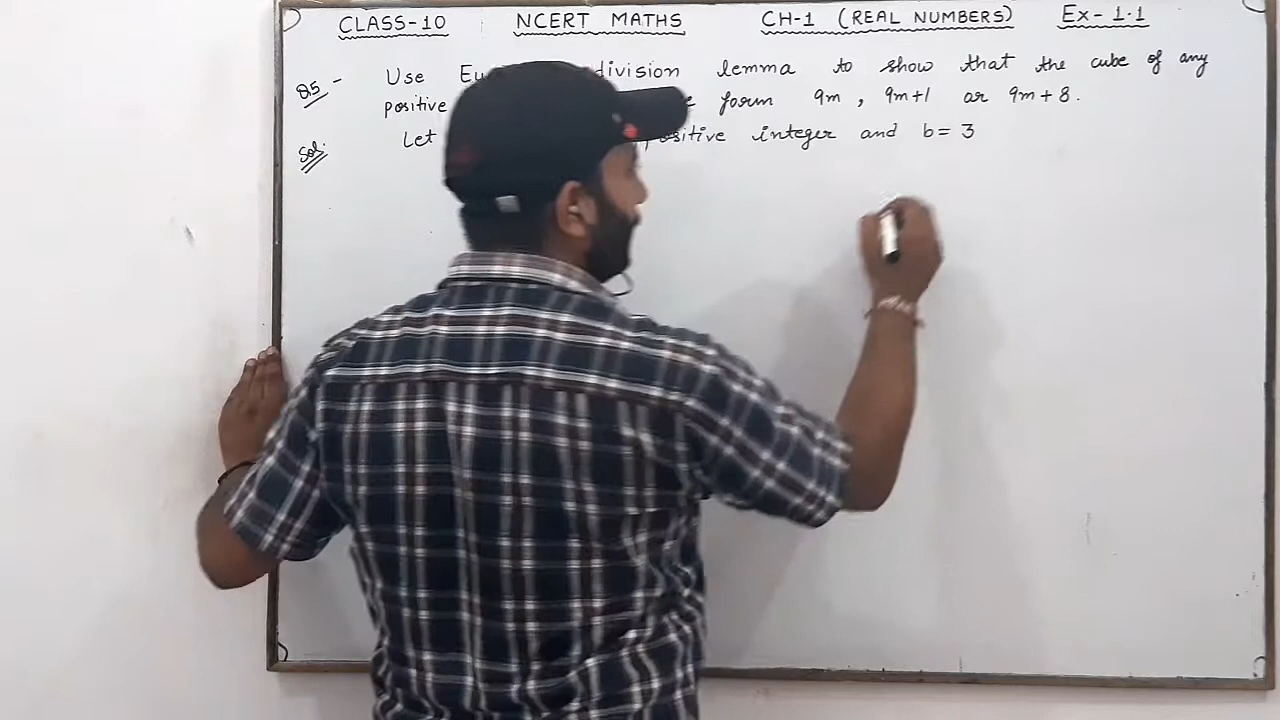 CLASS-10 NCERT MATHS CH-1 (REAL NUMBERS) Ex- 1.1
Q.5 - Use Eu division lemma to show that the cube of any
positive form 9m , 9m+1 or 9m + 8.
Sol. Let positive integer and b = 3